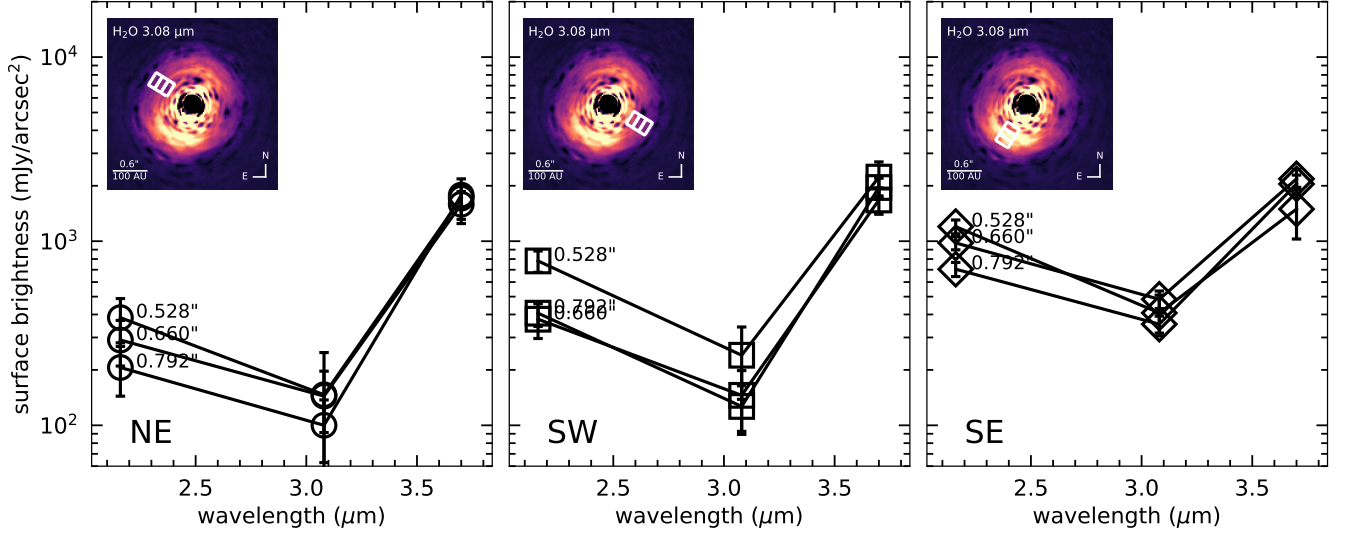 surface brightness (mJy/arcsec²)
10⁴
10³
10²
H₂O 3.08 μm
0.6"
100 AU
N
E
0.528"
0.660"
0.792"
NE
2.5 3.0 3.5
wavelength (μm)
H₂O 3.08 μm
0.6"
100 AU
N
E
0.528"
0.792"
0.660"
SW
2.5 3.0 3.5
wavelength (μm)
H₂O 3.08 μm
0.6"
100 AU
N
E
0.528"
0.660"
0.792"
SE
2.5 3.0 3.5
wavelength (μm)